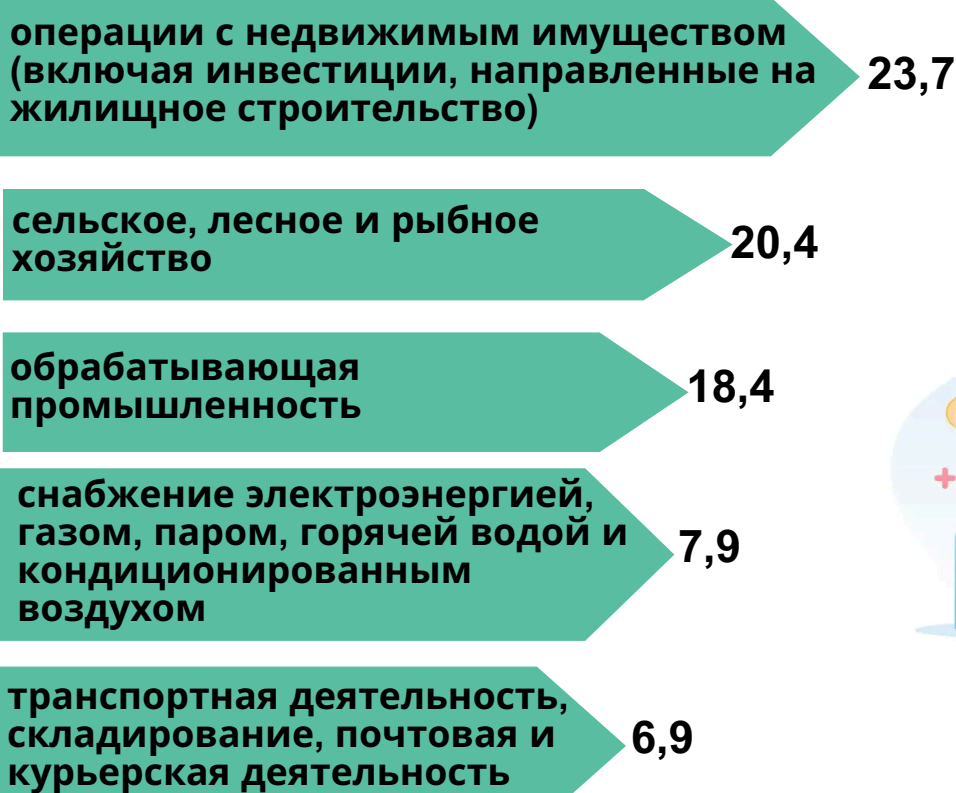 операции с недвижимым имуществом
(включая инвестиции, направленные на
жилищное строительство)
23,7
сельское, лесное и рыбное
хозяйство
20,4
обрабатывающая
промышленность
18,4
снабжение электроэнергией,
газом, паром, горячей водой и
кондиционированным
воздухом
7,9
транспортная деятельность,
складирование, почтовая и
курьерская деятельность
6,9